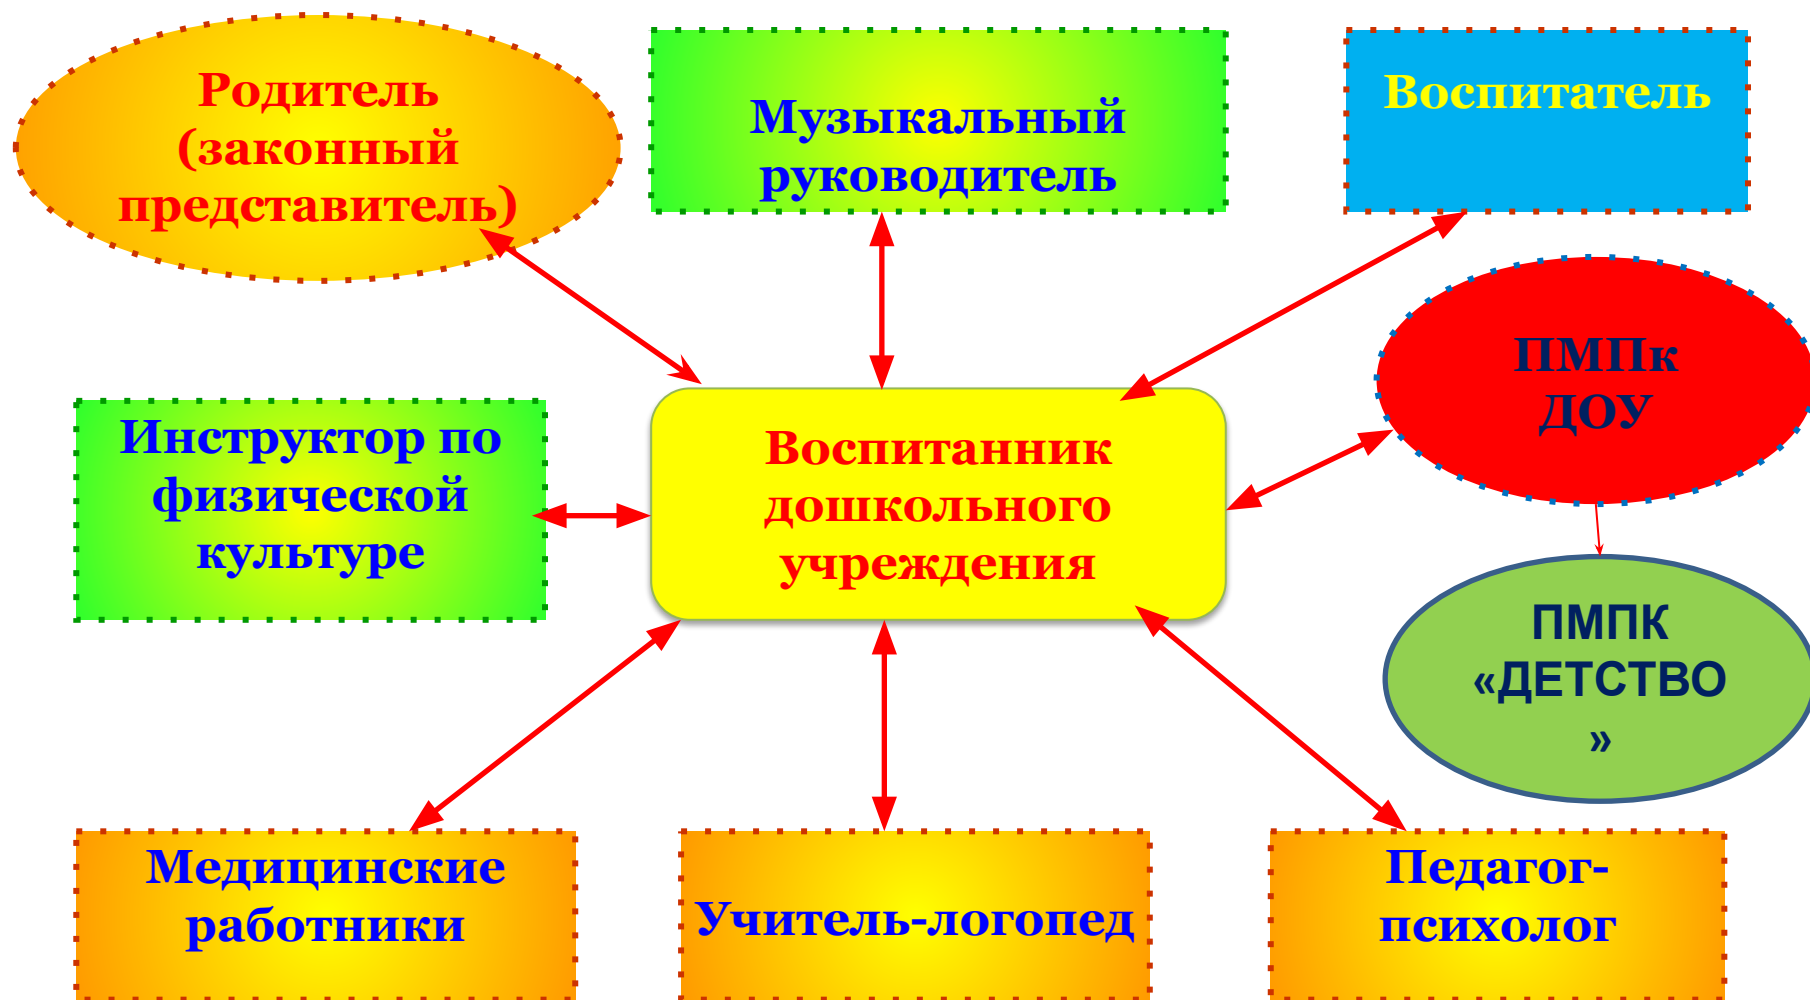 Родитель
(законный
представитель)
Музыкальный
руководитель
Воспитатель
ПМПк
ДОУ
Инструктор по
физической
культуре
Воспитанник
дошкольного
учреждения
ПМПК
«ДЕТСТВО
»
Медицинские
работники
Учитель-логопед
Педагог-
психолог